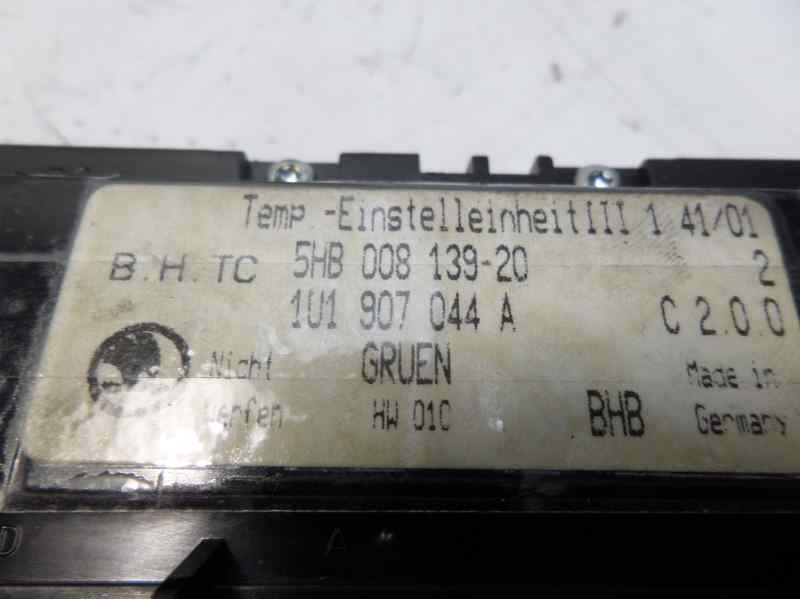 Temp.-EinstelleinheitIII 1 41/01
B.H.TC 5HB 008 139-20 2
1U1 907 044 A C 2.0.0
Nicht GRUEN Made in
werfen HW 010 BHB Germany
D A